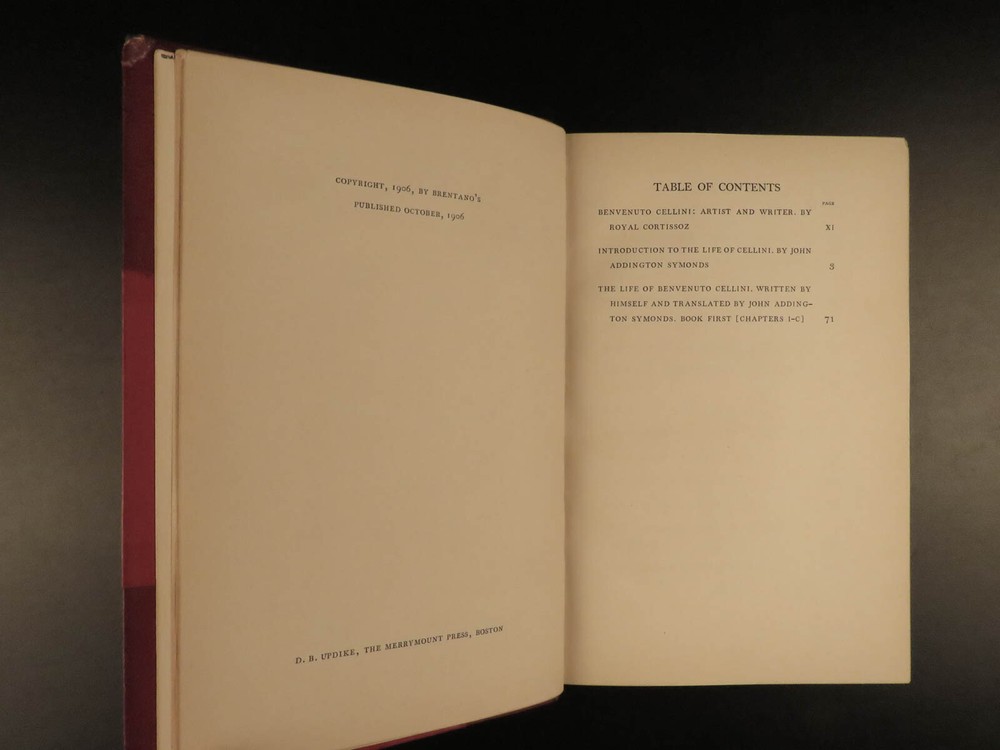 COPYRIGHT, 1906, BY BRENTANO'S
PUBLISHED OCTOBER, 1906
D. B. UPDIKE, THE MERRYMOUNT PRESS, BOSTON
TABLE OF CONTENTS
PAGE
BENVENUTO CELLINI: ARTIST AND WRITER. BY
ROYAL CORTISSOZ XI
INTRODUCTION TO THE LIFE OF CELLINI. BY JOHN
ADDINGTON SYMONDS 3
THE LIFE OF BENVENUTO CELLINI. WRITTEN BY
HIMSELF AND TRANSLATED BY JOHN ADDING-
TON SYMONDS. BOOK FIRST [CHAPTERS I-C] 71